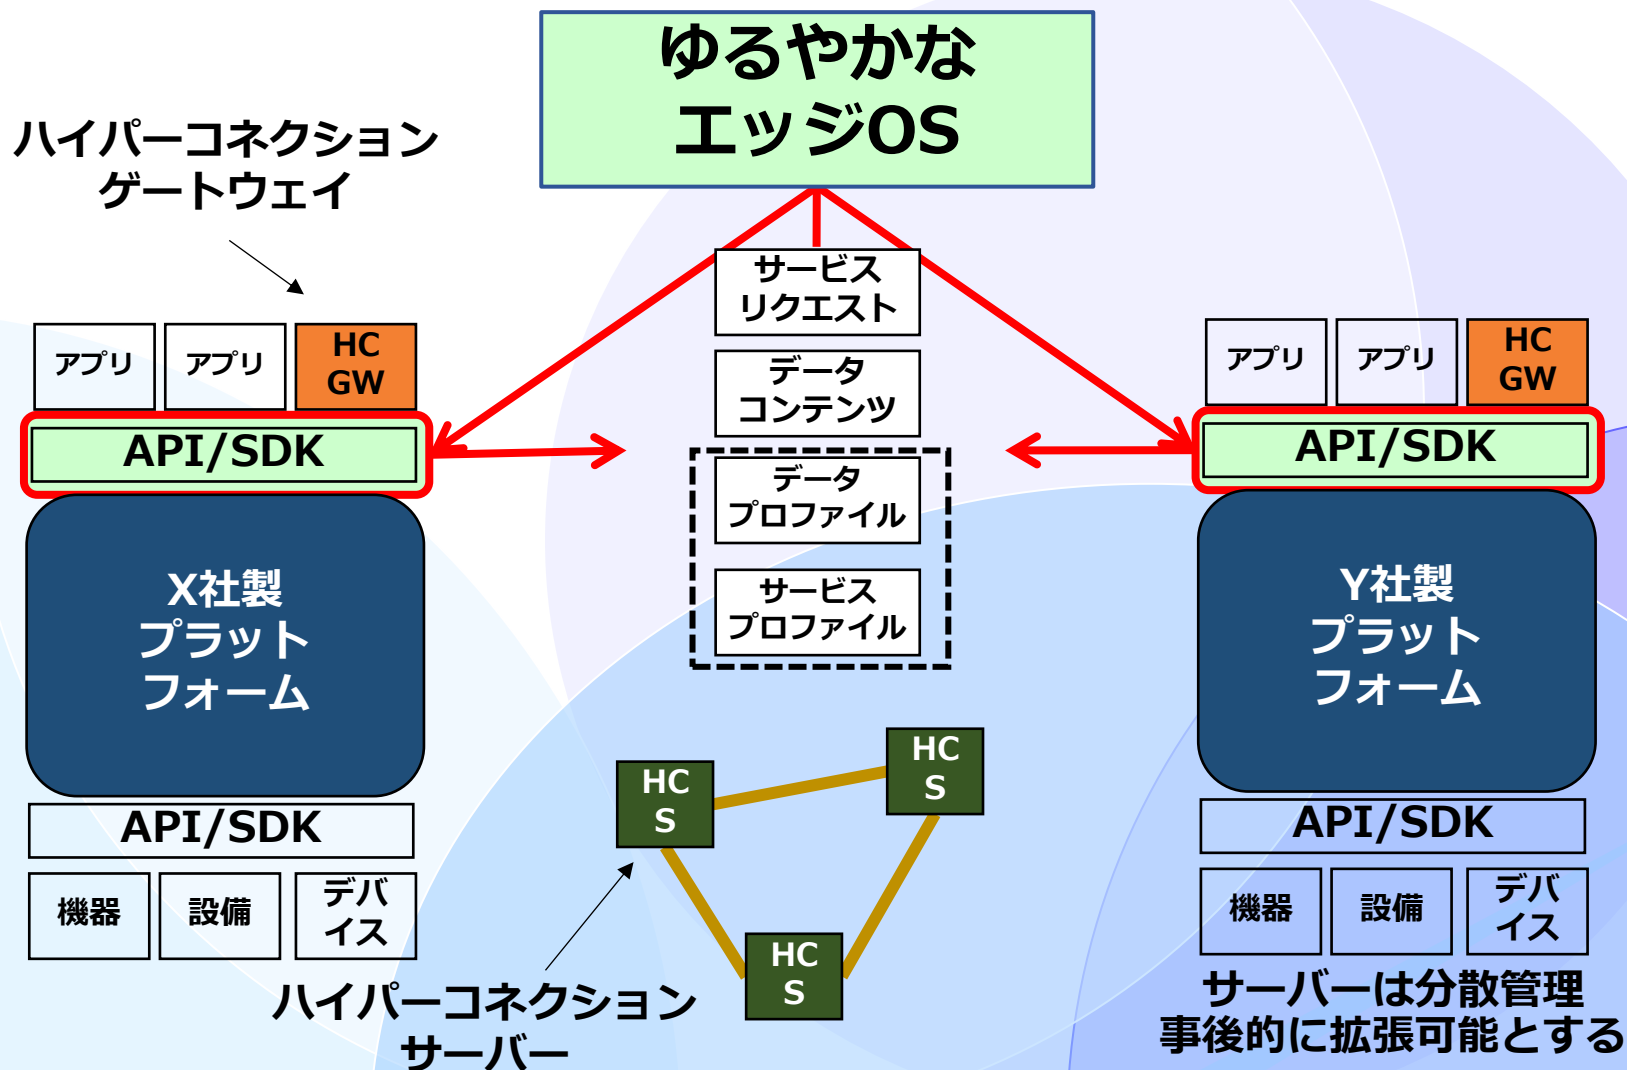 ゆるやかな
エッジOS
ハイパーコネクション
ゲートウェイ
サービス
リクエスト
データ
コンテンツ
データ
プロファイル
サービス
プロファイル
アプリ
アプリ
HC
GW
API/SDK
X社製
プラット
フォーム
API/SDK
機器
設備
デバ
イス
アプリ
アプリ
HC
GW
API/SDK
Y社製
プラット
フォーム
API/SDK
機器
設備
デバ
イス
HC
S
HC
S
HC
S
ハイパーコネクション
サーバー
サーバーは分散管理
事後的に拡張可能とする